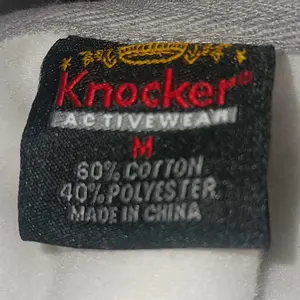 Knocker®
ACTIVEWEAR
M
60% COTTON
40% POLYESTER
MADE IN CHINA